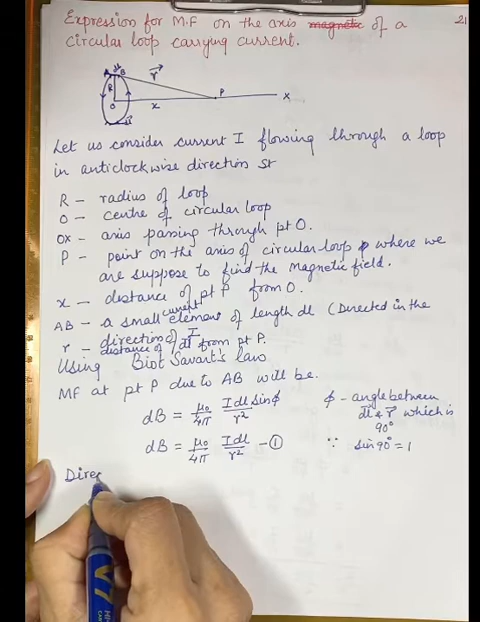 Expression for M.F on the axis magnetic of a 21
circular loop carrying current.
A dl B
r
R
O x P X
dl
Let us consider current I flowing through a loop
in anticlockwise direction st
R - radius of loop
O - centre of circular loop
OX - axis passing through pt O.
P - point on the axis of circular loop p where we
are suppose to find the magnetic field.
x - distance of pt P from O.
AB - a small current element of length dl (Directed in the
direction of I
r - distance of dl from pt P.
Using Biot Savart's law
MF at pt P due to AB will be.
dB = μ₀/4π Idl sinϕ/r² ϕ - angle between
dl & r which is
90°
dB = μ₀/4π Idl/r² - ① ∵ sin 90° = 1
Direc
V7